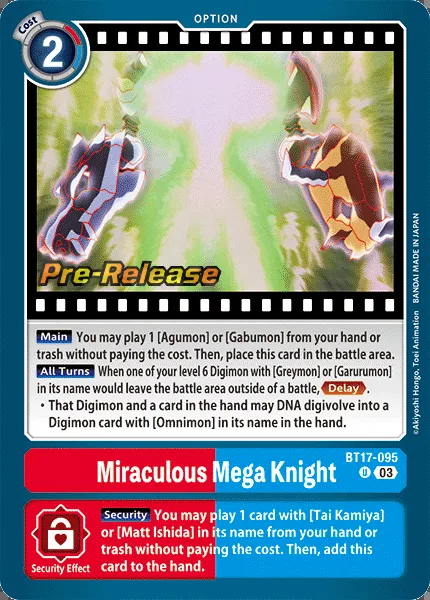 OPTION
Cost
2
Pre-Release
Main You may play 1 [Agumon] or [Gabumon] from your hand or
trash without paying the cost. Then, place this card in the battle area.
All Turns When one of your level 6 Digimon with [Greymon] or [Garurumon]
in its name would leave the battle area outside of a battle, Delay.
• That Digimon and a card in the hand may DNA digivolve into a
Digimon card with [Omnimon] in its name in the hand.
©Akiyoshi Hongo, Toei Animation BANDAI MADE IN JAPAN
BT17-095
Miraculous Mega Knight
U 03
Security You may play 1 card with [Tai Kamiya]
or [Matt Ishida] in its name from your hand or
trash without paying the cost. Then, add this
card to the hand.
Security Effect